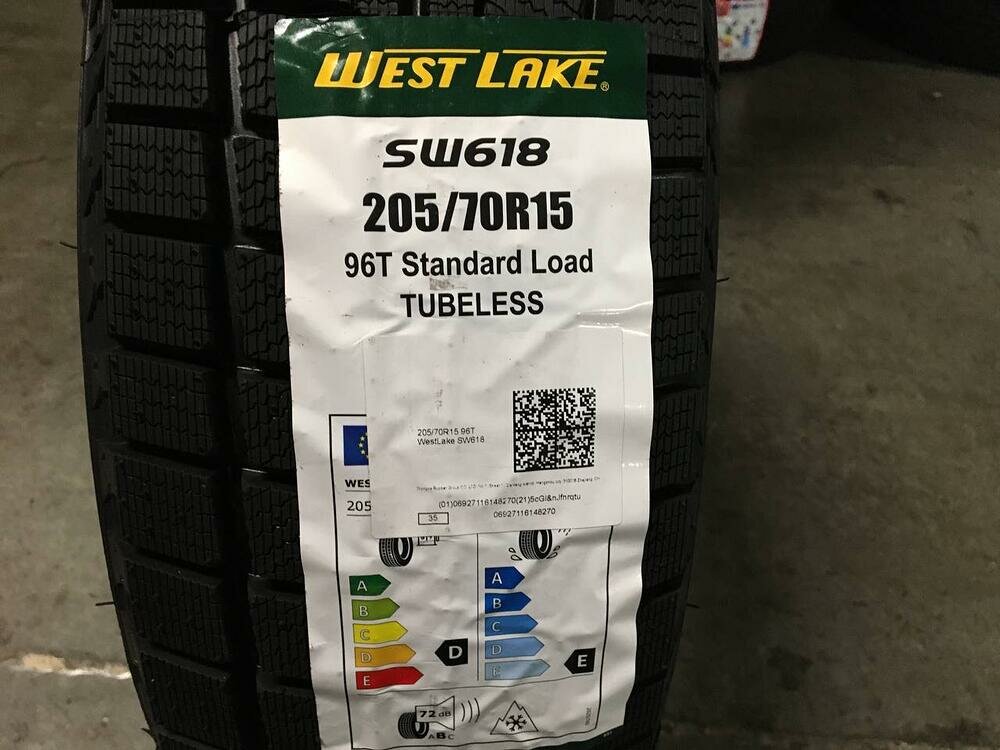 WEST LAKE®
SW618
205/70R15
96T Standard Load
TUBELESS
205/70R15 96T
WestLake SW618
(01)06927116148270(21)5cGl&nJfnrqtu
35
06927116148270
WES
205
A
B
C
D
E
D
A
B
C
D
E
E
72 dB
ABC